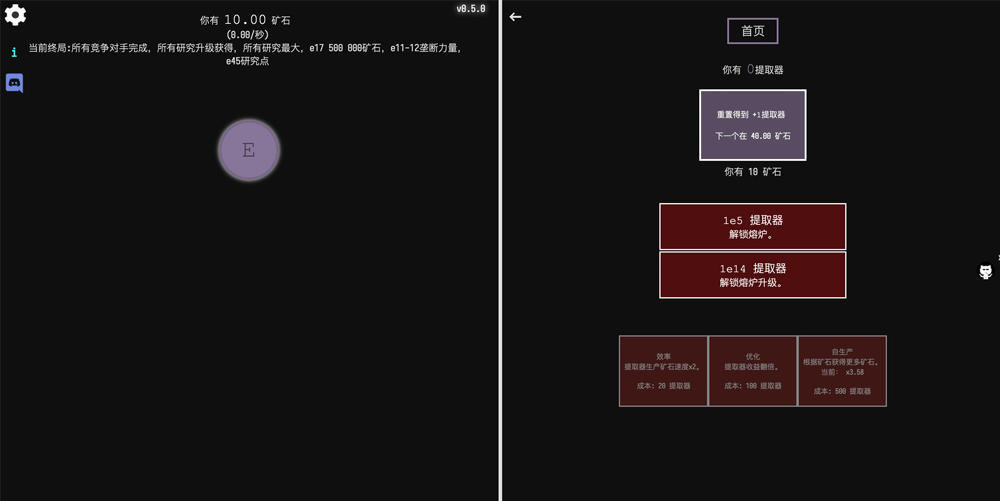 v0.5.0
你有 10.00 矿石
(0.00/秒)
i
当前终局:所有竞争对手完成，所有研究升级获得，所有研究最大，e17 500 000矿石，e11-12垄断力量，
e45研究点
E
首页
你有 0提取器
重置得到 +1提取器
下一个在 40.00 矿石
你有 10 矿石
1e5 提取器
解锁熔炉。
1e14 提取器
解锁熔炉升级。
效率
提取器生产矿石速度x2。
成本: 20 提取器
优化
提取器收益翻倍。
成本: 100 提取器
自生产
根据矿石获得更多矿石。
当前: x3.58
成本: 500 提取器